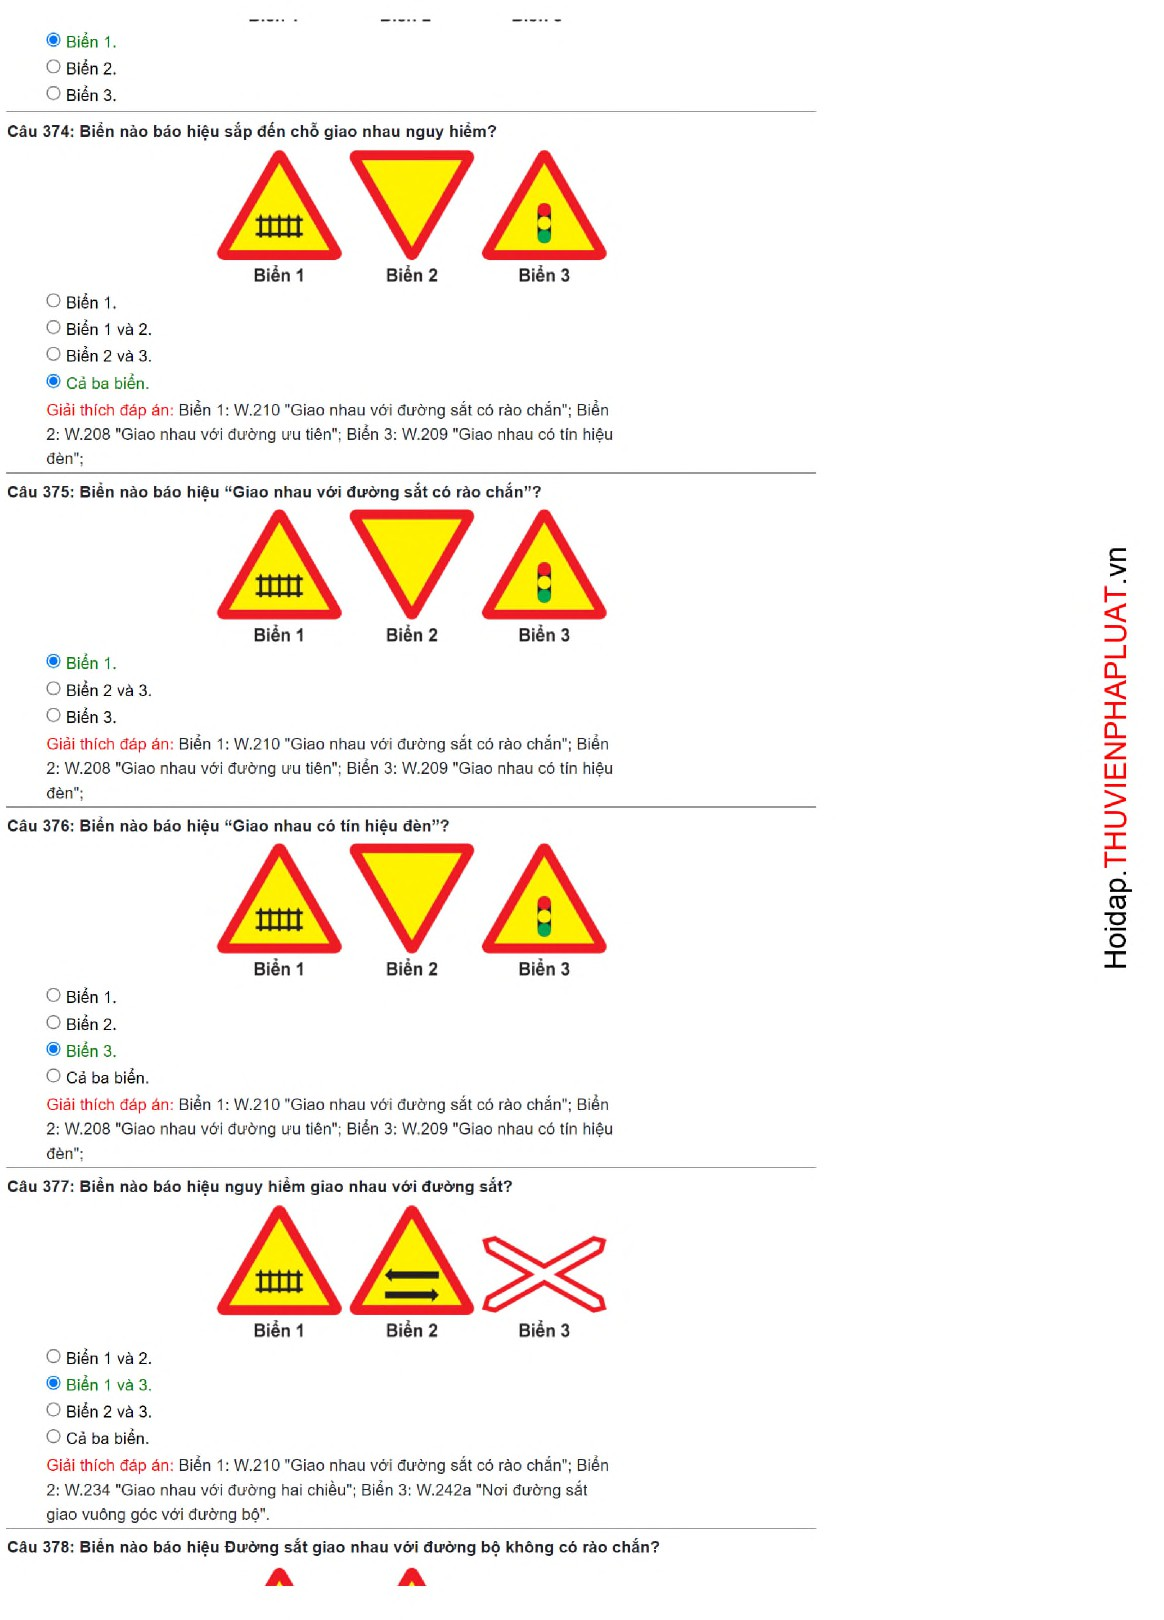 Biển 1.
Biển 2.
Biển 3.
Câu 374: Biển nào báo hiệu sắp đến chỗ giao nhau nguy hiểm?
Biển 1 Biển 2 Biển 3
Biển 1.
Biển 1 và 2.
Biển 2 và 3.
Cả ba biển.
Giải thích đáp án: Biển 1: W.210 "Giao nhau với đường sắt có rào chắn"; Biển
2: W.208 "Giao nhau với đường ưu tiên"; Biển 3: W.209 "Giao nhau có tín hiệu
đèn";
Câu 375: Biển nào báo hiệu “Giao nhau với đường sắt có rào chắn”?
Biển 1 Biển 2 Biển 3
Biển 1.
Biển 2 và 3.
Biển 3.
Giải thích đáp án: Biển 1: W.210 "Giao nhau với đường sắt có rào chắn"; Biển
2: W.208 "Giao nhau với đường ưu tiên"; Biển 3: W.209 "Giao nhau có tín hiệu
đèn";
Câu 376: Biển nào báo hiệu “Giao nhau có tín hiệu đèn”?
Biển 1 Biển 2 Biển 3
Biển 1.
Biển 2.
Biển 3.
Cả ba biển.
Giải thích đáp án: Biển 1: W.210 "Giao nhau với đường sắt có rào chắn"; Biển
2: W.208 "Giao nhau với đường ưu tiên"; Biển 3: W.209 "Giao nhau có tín hiệu
đèn";
Câu 377: Biển nào báo hiệu nguy hiểm giao nhau với đường sắt?
Biển 1 Biển 2 Biển 3
Biển 1 và 2.
Biển 1 và 3.
Biển 2 và 3.
Cả ba biển.
Giải thích đáp án: Biển 1: W.210 "Giao nhau với đường sắt có rào chắn"; Biển
2: W.234 "Giao nhau với đường hai chiều"; Biển 3: W.242a "Nơi đường sắt
giao vuông góc với đường bộ".
Câu 378: Biển nào báo hiệu Đường sắt giao nhau với đường bộ không có rào chắn?
Hoidap.THUVIENPHAPLUAT.vn